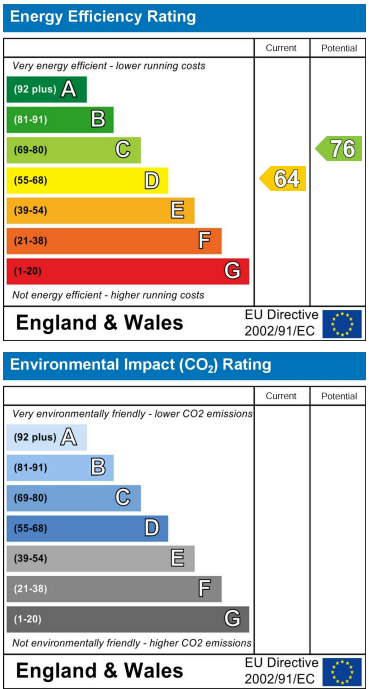 Energy Efficiency Rating
Current Potential
Very energy efficient - lower running costs
(92 plus) A
(81-91) B
(69-80) C 76
(55-68) D 64
(39-54) E
(21-38) F
(1-20) G
Not energy efficient - higher running costs
England & Wales
EU Directive
2002/91/EC
Environmental Impact (CO₂) Rating
Current Potential
Very environmentally friendly - lower CO2 emissions
(92 plus) A
(81-91) B
(69-80) C
(55-68) D
(39-54) E
(21-38) F
(1-20) G
Not environmentally friendly - higher CO2 emissions
England & Wales
EU Directive
2002/91/EC